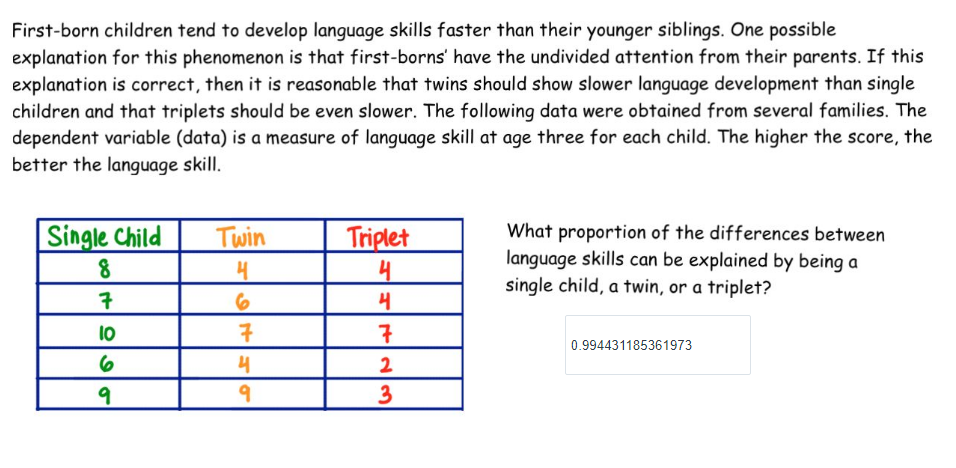 First-born children tend to develop language skills faster than their younger siblings. One possible
explanation for this phenomenon is that first-borns' have the undivided attention from their parents. If this
explanation is correct, then it is reasonable that twins should show slower language development than single
children and that triplets should be even slower. The following data were obtained from several families. The
dependent variable (data) is a measure of language skill at age three for each child. The higher the score, the
better the language skill.
Single Child Twin Triplet
8 4 4
7 6 4
10 7 7
6 4 2
9 9 3
What proportion of the differences between
language skills can be explained by being a
single child, a twin, or a triplet?
0.994431185361973